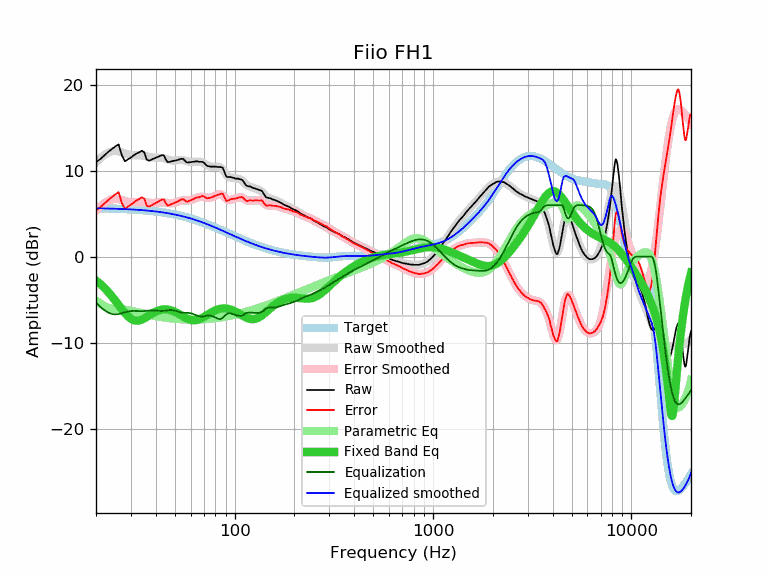 Fiio FH1
20
10
0
−10
−20
Amplitude (dBr)
Target
Raw Smoothed
Error Smoothed
Raw
Error
Parametric Eq
Fixed Band Eq
Equalization
Equalized smoothed
100
1000
10000
Frequency (Hz)